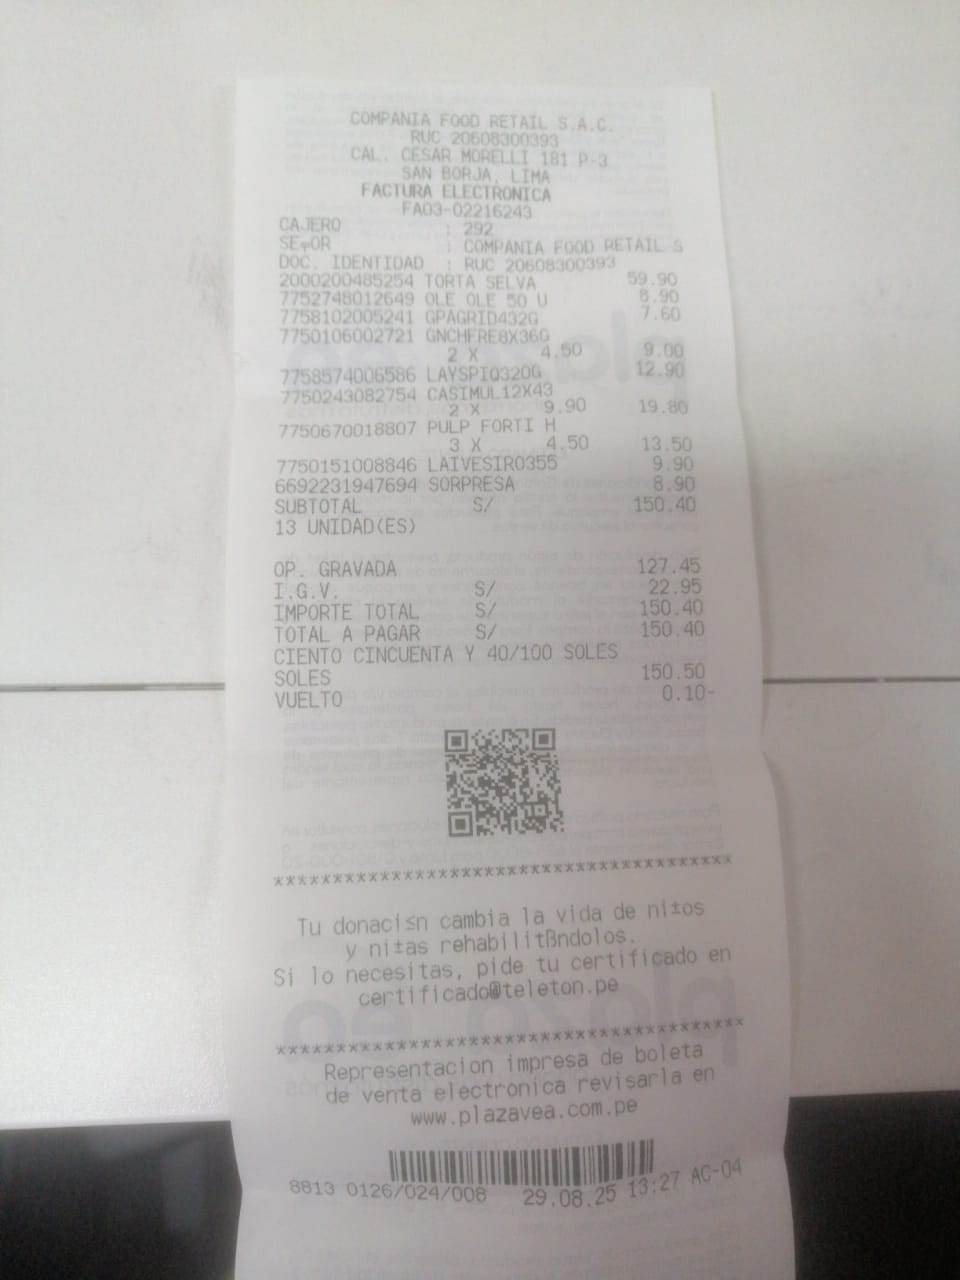 COMPANIA FOOD RETAIL S.A.C.
RUC 20608300393
CAL. CESAR MORELLI 181 P-3
SAN BORJA, LIMA
FACTURA ELECTRONICA
FA03-02216243
CAJERO : 292
SE╤OR : COMPANIA FOOD RETAIL S
DOC. IDENTIDAD : RUC 20608300393
2000200485254 TORTA SELVA 59.90
7752748012649 OLE OLE 50 U 8.90
7758102005241 GPAGRID432G 7.60
7750106002721 GNCHFRE8X36G
2 X 4.50 9.00
7758574006586 LAYSPIQ320G 12.90
7750243082754 CASIMUL12X43
2 X 9.90 19.80
7750670018807 PULP FORTI H
3 X 4.50 13.50
7750151008846 LAIVESIRO355 9.90
6692231947694 SORPRESA 8.90
SUBTOTAL S/ 150.40
13 UNIDAD(ES)
OP. GRAVADA 127.45
I.G.V. S/ 22.95
IMPORTE TOTAL S/ 150.40
TOTAL A PAGAR S/ 150.40
CIENTO CINCUENTA Y 40/100 SOLES
SOLES 150.50
VUELTO 0.10-
****************************************
Tu donaci≤n cambia la vida de ni±os
y ni±as rehabilitßndolos.
Si lo necesitas, pide tu certificado en
certificado@teleton.pe
****************************************
Representacion impresa de boleta
de venta electronica revisarla en
www.plazavea.com.pe
8813 0126/024/008 29.08.25 13:27 AC-04